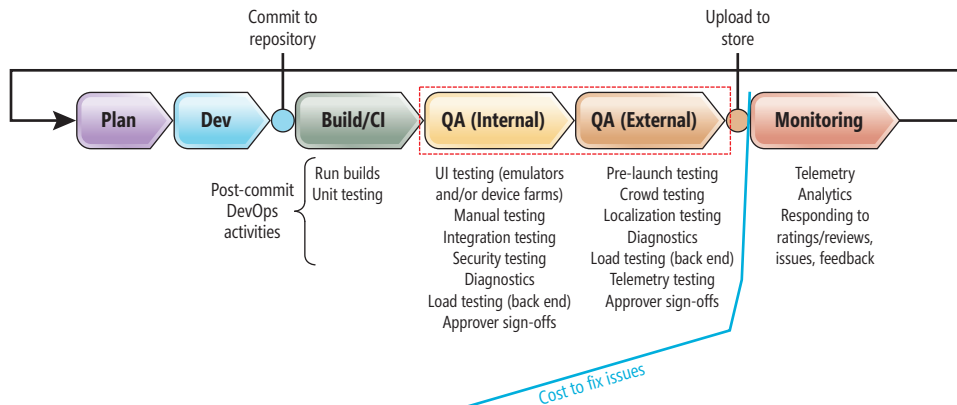 Commit to
repository
Upload to
store
Plan
Dev
Build/CI
QA (Internal)
QA (External)
Monitoring
Post-commit
DevOps
activities
Run builds
Unit testing
UI testing (emulators
and/or device farms)
Manual testing
Integration testing
Security testing
Diagnostics
Load testing (back end)
Approver sign-offs
Pre-launch testing
Crowd testing
Localization testing
Diagnostics
Load testing (back end)
Telemetry testing
Approver sign-offs
Telemetry
Analytics
Responding to
ratings/reviews,
issues, feedback
Cost to fix issues